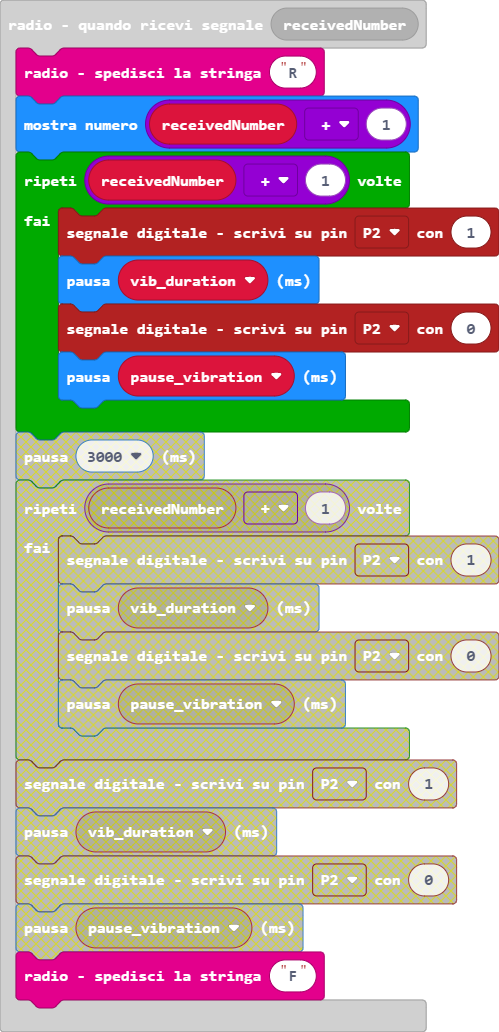 radio - quando ricevi segnale receivedNumber
radio - spedisci la stringa "R"
mostra numero receivedNumber + 1
ripeti receivedNumber + 1 volte
fai
segnale digitale - scrivi su pin P2 con 1
pausa vib_duration (ms)
segnale digitale - scrivi su pin P2 con 0
pausa pause_vibration (ms)
pausa 3000 (ms)
ripeti receivedNumber + 1 volte
fai
segnale digitale - scrivi su pin P2 con 1
pausa vib_duration (ms)
segnale digitale - scrivi su pin P2 con 0
pausa pause_vibration (ms)
segnale digitale - scrivi su pin P2 con 1
pausa vib_duration (ms)
segnale digitale - scrivi su pin P2 con 0
pausa pause_vibration (ms)
radio - spedisci la stringa "F"